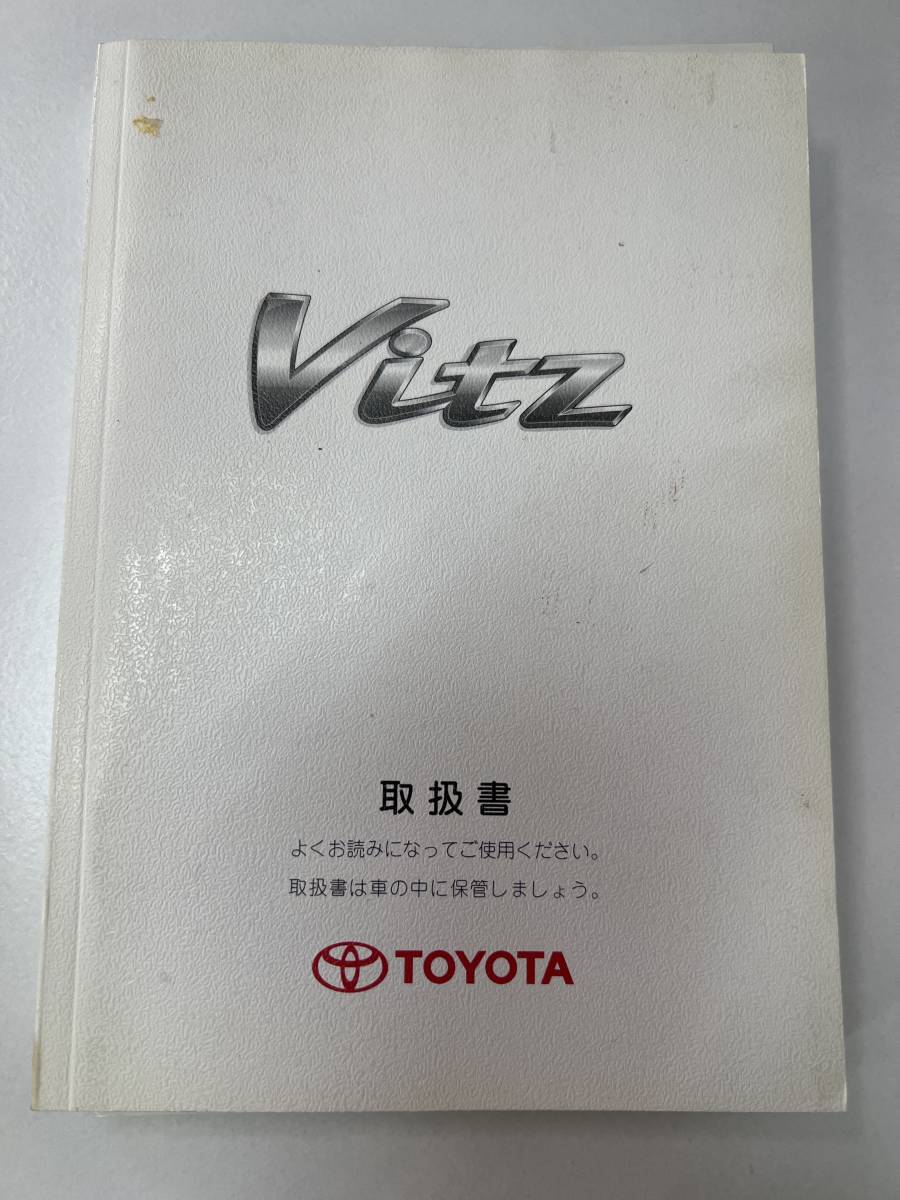 Vitz
取扱書
よくお読みになってご使用ください。
取扱書は車の中に保管しましょう。
TOYOTA